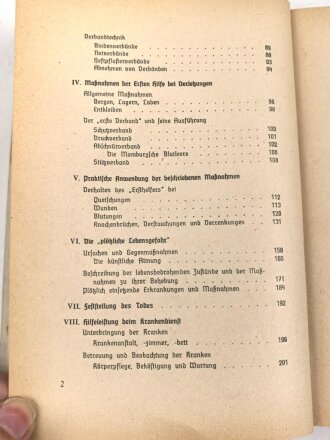 Verbandtechnik
Bindenverbände . . . . . . . . . . 69
Notverbände . . . . . . . . . . 88
Heftpflasterverbände . . . . . . . . . . 93
Abnehmen von Verbänden . . . . . . . . . . 94
IV. Maßnahmen der Ersten Hilfe bei Verletzungen
Allgemeine Maßnahmen
Bergen, Lagern, Laben . . . . . . . . . . 96
Entkleiden . . . . . . . . . . 98
Der „erste Verband" und seine Ausführung
Schutzverband . . . . . . . . . . 100
Druckverband . . . . . . . . . . 101
Abschnürverband . . . . . . . . . . 102
Die Momburgsche Blutleere . . . . . . . . . . 106
Stützverband . . . . . . . . . . 108
V. Praktische Anwendung der beschriebenen Maßnahmen
Verhalten des „Ersthelfers" bei
Quetschungen . . . . . . . . . . 112
Wunden . . . . . . . . . . 113
Blutungen . . . . . . . . . . 120
Knochenbrüchen, Verstauchungen und Verrenkungen . . 131
VI. Die „plötzliche Lebensgefahr"
Ursachen und Gegenmaßnahmen . . . . . . . . . . 156
Die künstliche Atmung . . . . . . . . . . 160
Beschreibung der lebensbedrohenden Zustände und der Maß-
nahmen zu ihrer Behebung . . . . . . . . . . 171
Plötzlich einsetzende Erkrankungen und Maßnahmen . . . 184
VII. Feststellung des Todes . . . . . . . . . . 192
VIII. Hilfeleistung beim Krankendienst
Unterbringung der Kranken
Krankenanstalt, -zimmer, -bett . . . . . . . . . . 196
Betreuung und Beobachtung der Kranken
Körperpflege, Beköstigung und Wartung . . . . . . 201
2